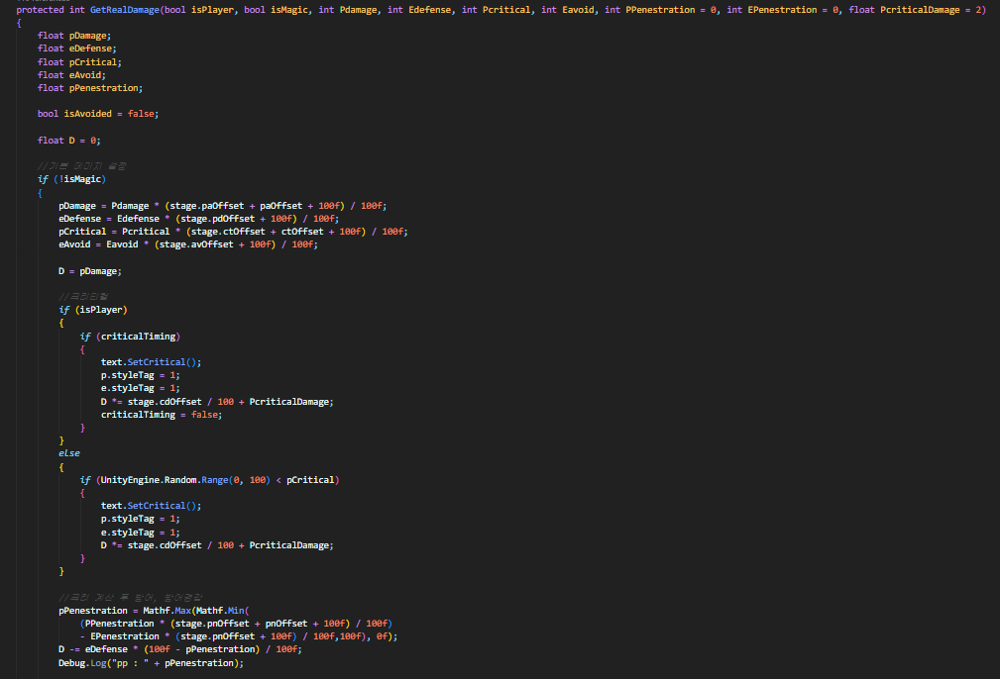 protected int GetRealDamage(bool isPlayer, bool isMagic, int Pdamage, int Edefense, int Pcritical, int Eavoid, int PPenestration = 0, int EPenestration = 0, float PcriticalDamage = 2)
{
float pDamage;
float eDefense;
float pCritical;
float eAvoid;
float pPenestration;
bool isAvoided = false;
float D = 0;
//기본 데미지 설정
if (!isMagic)
{
pDamage = Pdamage * (stage.paOffset + paOffset + 100f) / 100f;
eDefense = Edefense * (stage.pdOffset + 100f) / 100f;
pCritical = Pcritical * (stage.ctOffset + ctOffset + 100f) / 100f;
eAvoid = Eavoid * (stage.avOffset + 100f) / 100f;
D = pDamage;
//크리티컬
if (isPlayer)
{
if (criticalTiming)
{
text.SetCritical();
p.styleTag = 1;
e.styleTag = 1;
D *= stage.cdOffset / 100 + PcriticalDamage;
criticalTiming = false;
}
}
else
{
if (UnityEngine.Random.Range(0, 100) < pCritical)
{
text.SetCritical();
p.styleTag = 1;
e.styleTag = 1;
D *= stage.cdOffset / 100 + PcriticalDamage;
}
}
//크리 계산 후 방어, 방어관통
pPenestration = Mathf.Max(Mathf.Min(
(PPenestration * (stage.pnOffset + pnOffset + 100f) / 100f)
- EPenestration * (stage.pnOffset + 100f) / 100f,100f), 0f);
D -= eDefense * (100f - pPenestration) / 100f;
Debug.Log("pp : " + pPenestration);